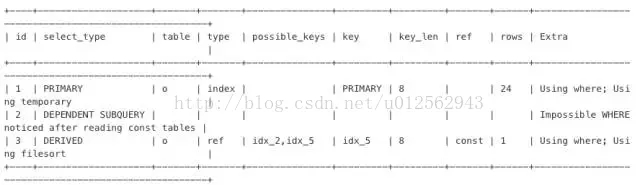 +----+--------------------+-------+-------+---------------+---------+---------+-------+------+------------------
-----------------------------------+
| id | select_type | table | type | possible_keys | key | key_len | ref | rows | Extra
|
+----+--------------------+-------+-------+---------------+---------+---------+-------+------+------------------
-----------------------------------+
| 1 | PRIMARY | o | index | | PRIMARY | 8 | | 24 | Using where; Usi
ng temporary |
| 2 | DEPENDENT SUBQUERY | | | | | | | | Impossible WHERE
noticed after reading const tables |
| 3 | DERIVED | o | ref | idx_2,idx_5 | idx_5 | 8 | const | 1 | Using where; Usi
ng filesort |
+----+--------------------+-------+-------+---------------+---------+---------+-------+------+------------------
-----------------------------------+
http://blog.csdn.net/u012562943